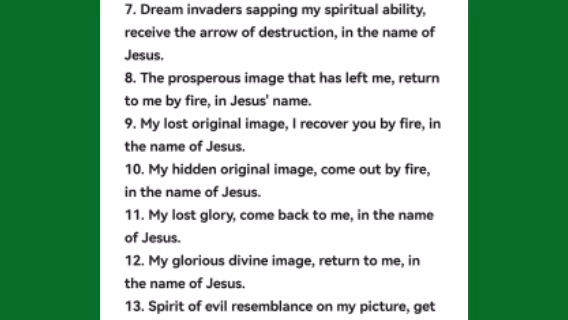 7. Dream invaders sapping my spiritual ability,
receive the arrow of destruction, in the name of
Jesus.
8. The prosperous image that has left me, return
to me by fire, in Jesus' name.
9. My lost original image, I recover you by fire, in
the name of Jesus.
10. My hidden original image, come out by fire,
in the name of Jesus.
11. My lost glory, come back to me, in the name
of Jesus.
12. My glorious divine image, return to me, in
the name of Jesus.
13. Spirit of evil resemblance on my picture, get